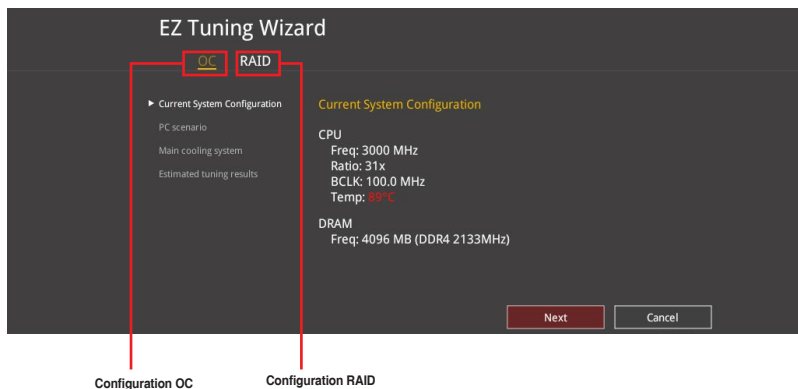 EZ Tuning Wizard
OC RAID
Current System Configuration
PC scenario
Main cooling system
Estimated tuning results
Current System Configuration
CPU
Freq: 3000 MHz
Ratio: 31x
BCLK: 100.0 MHz
Temp: 89°C
DRAM
Freq: 4096 MB (DDR4 2133MHz)
Next Cancel
Configuration OC
Configuration RAID